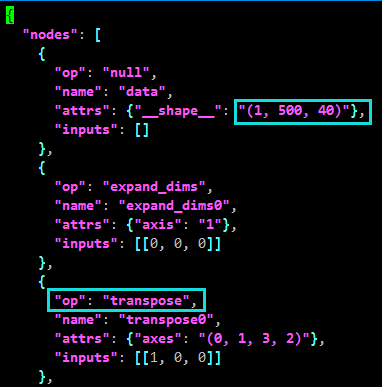 {
"nodes": [
{
"op": "null",
"name": "data",
"attrs": {"__shape__": "(1, 500, 40)"},
"inputs": []
},
{
"op": "expand_dims",
"name": "expand_dims0",
"attrs": {"axis": "1"},
"inputs": [[0, 0, 0]]
},
{
"op": "transpose",
"name": "transpose0",
"attrs": {"axes": "(0, 1, 3, 2)"},
"inputs": [[1, 0, 0]]
},